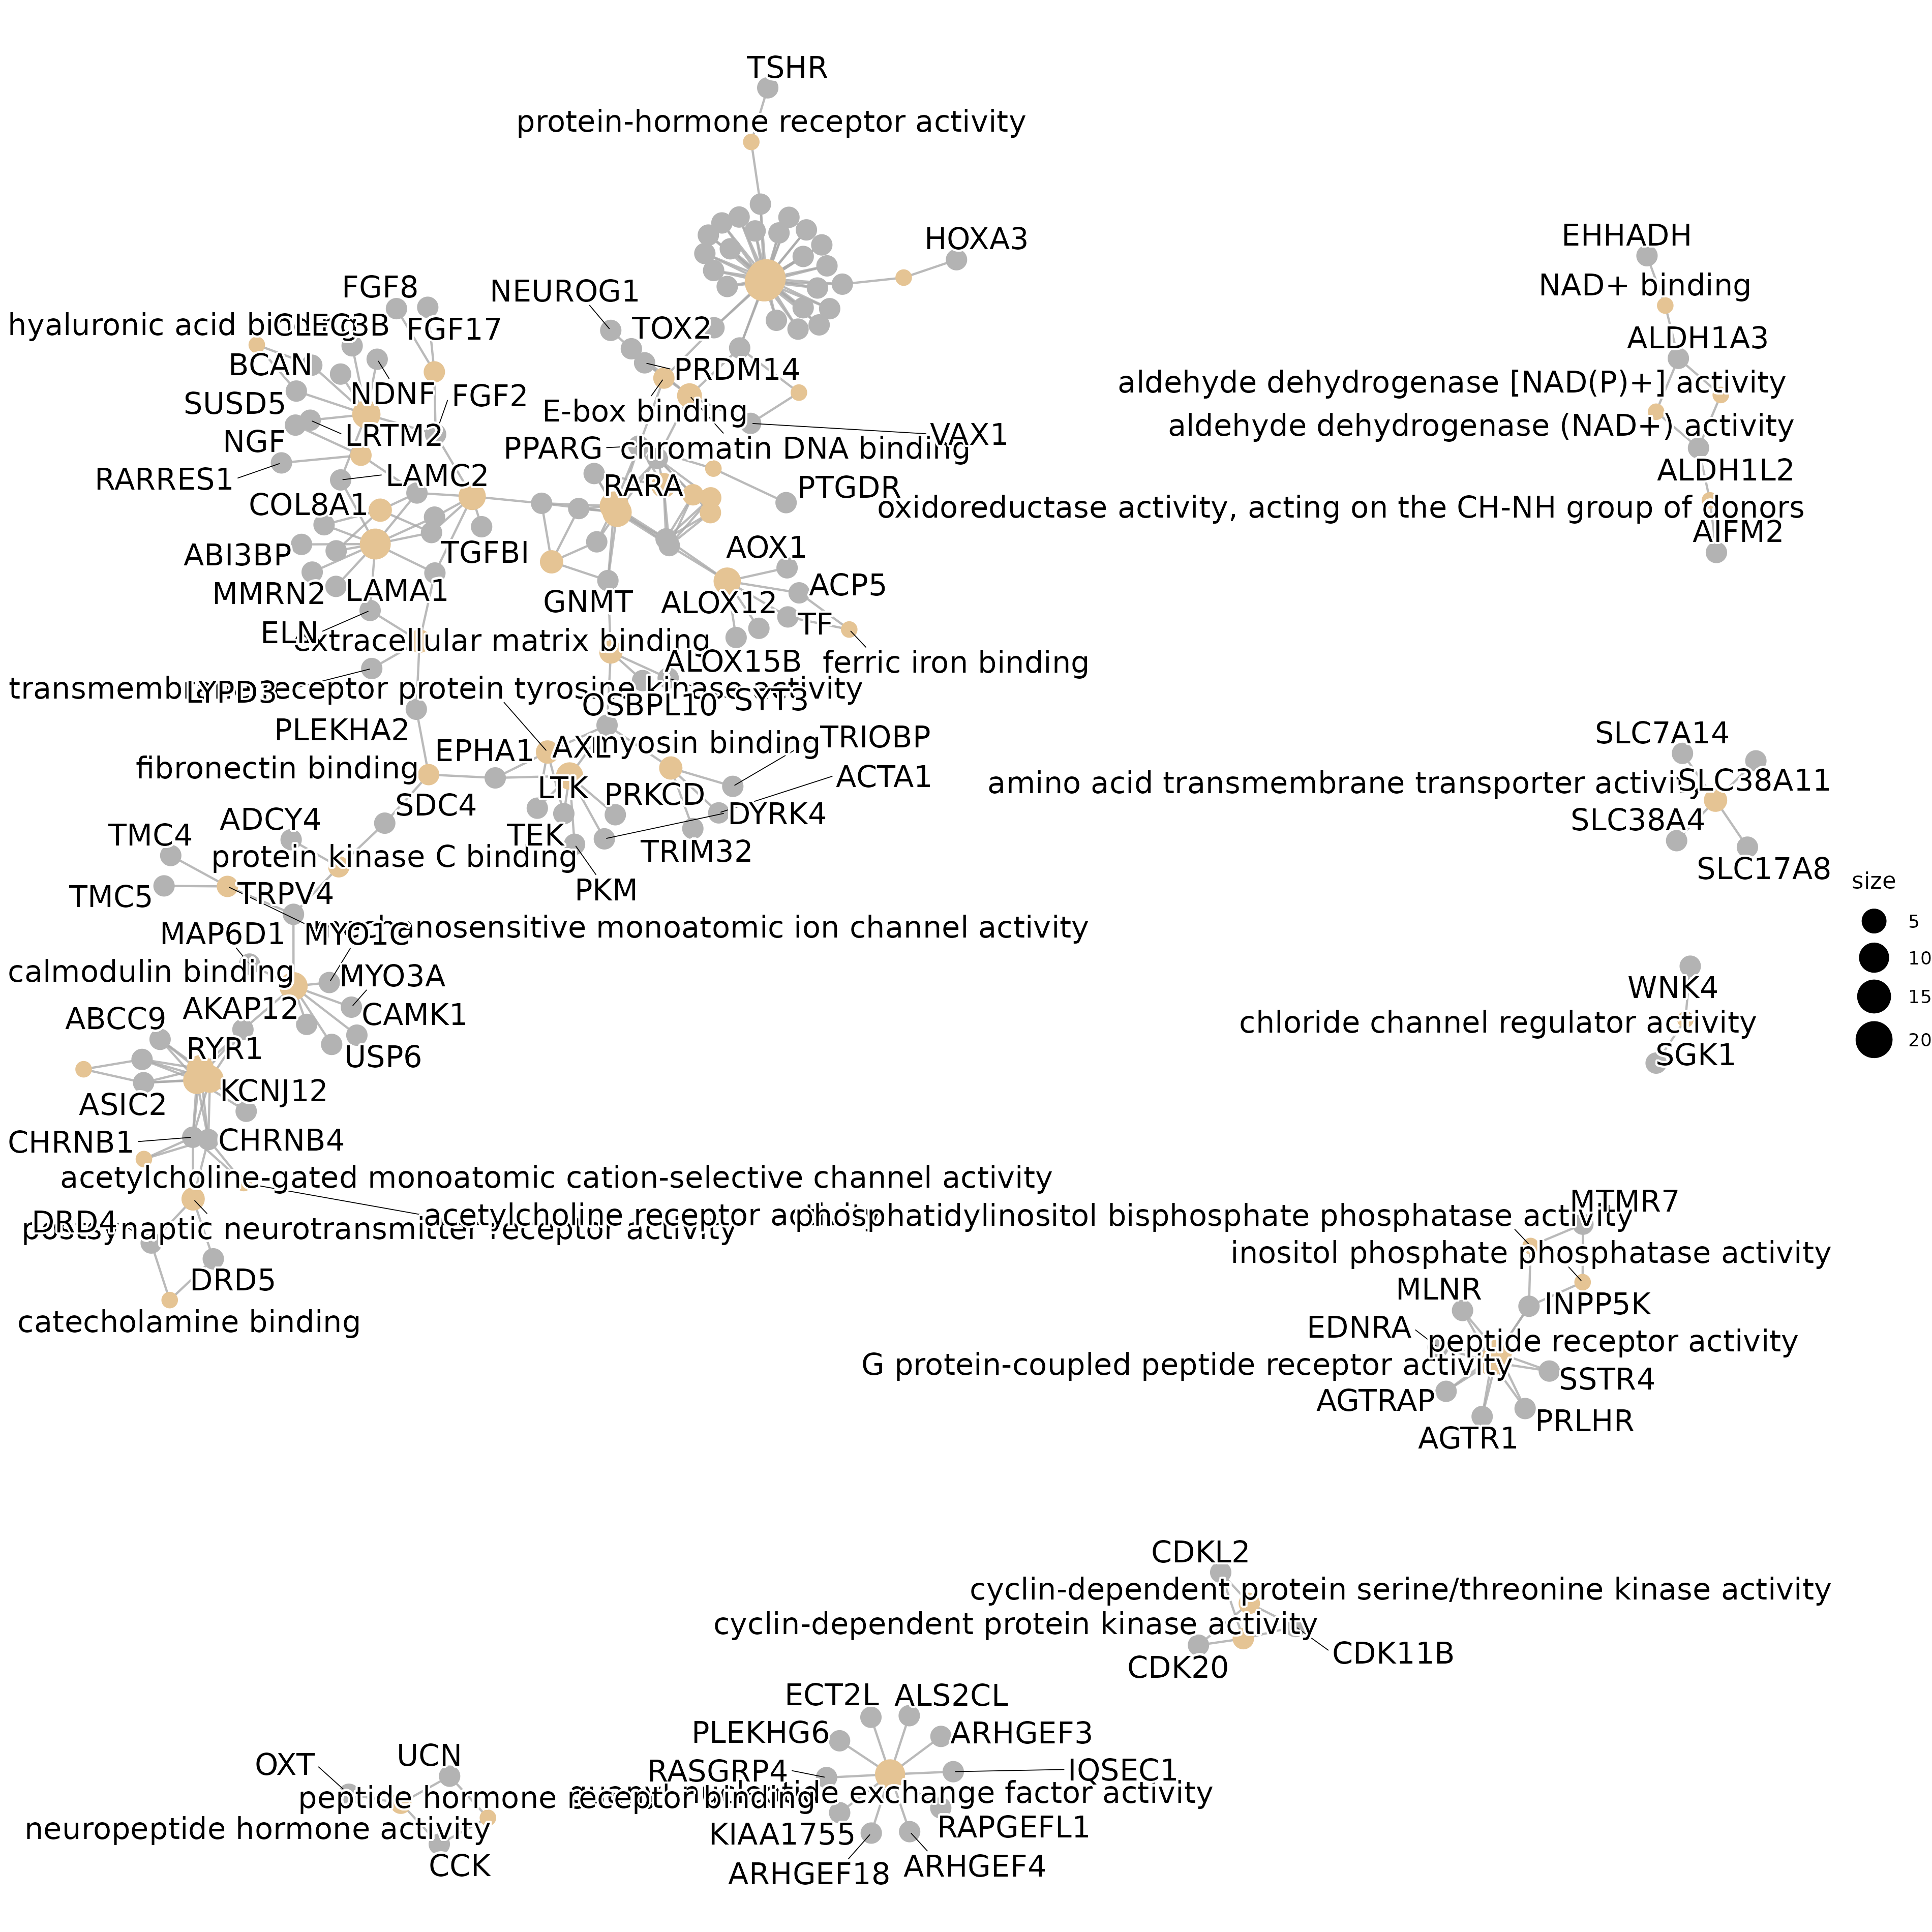 TSHR
protein-hormone receptor activity
HOXA3
EHHADH
NAD+ binding
FGF8
NEUROG1
hyaluronic acid binding
CLEC3B
FGF17
TOX2
ALDH1A3
BCAN
PRDM14
aldehyde dehydrogenase [NAD(P)+] activity
NDNF
FGF2
SUSD5
E-box binding
aldehyde dehydrogenase (NAD+) activity
NGF
LRTM2
PPARG
chromatin DNA binding
VAX1
RARRES1
LAMC2
ALDH1L2
COL8A1
RARA
PTGDR
oxidoreductase activity, acting on the CH-NH group of donors
AIFM2
ABI3BP
TGFBI
AOX1
MMRN2
LAMA1
GNMT
ALOX12
ACP5
ELN
extracellular matrix binding
TF
ALOX15B
ferric iron binding
transmembrane receptor protein tyrosine kinase activity
LYPD3
OSBPL10
SYT3
PLEKHA2
EPHA1
AXL
myosin binding
TRIOBP
SLC7A14
fibronectin binding
LTK
PRKCD
ACTA1
amino acid transmembrane transporter activity
SLC38A11
SDC4
DYRK4
SLC38A4
ADCY4
TMC4
TEK
TRIM32
protein kinase C binding
SLC17A8
size
TMC5
TRPV4
PKM
5
MAP6D1
MYO1C
mechanosensitive monoatomic ion channel activity
10
calmodulin binding
MYO3A
WNK4
15
ABCC9
AKAP12
CAMK1
chloride channel regulator activity
20
RYR1
USP6
SGK1
ASIC2
KCNJ12
CHRNB1
CHRNB4
acetylcholine-gated monoatomic cation-selective channel activity
MTMR7
DRD4
postsynaptic neurotransmitter receptor activity
acetylcholine receptor activity
phosphatidylinositol bisphosphate phosphatase activity
inositol phosphate phosphatase activity
DRD5
MLNR
INPP5K
catecholamine binding
EDNRA
peptide receptor activity
G protein-coupled peptide receptor activity
SSTR4
AGTRAP
PRLHR
AGTR1
CDKL2
cyclin-dependent protein serine/threonine kinase activity
cyclin-dependent protein kinase activity
CDK11B
CDK20
ECT2L
ALS2CL
PLEKHG6
ARHGEF3
OXT
UCN
RASGRP4
IQSEC1
peptide hormone receptor binding
guanyl-nucleotide exchange factor activity
neuropeptide hormone activity
KIAA1755
RAPGEFL1
CCK
ARHGEF18
ARHGEF4